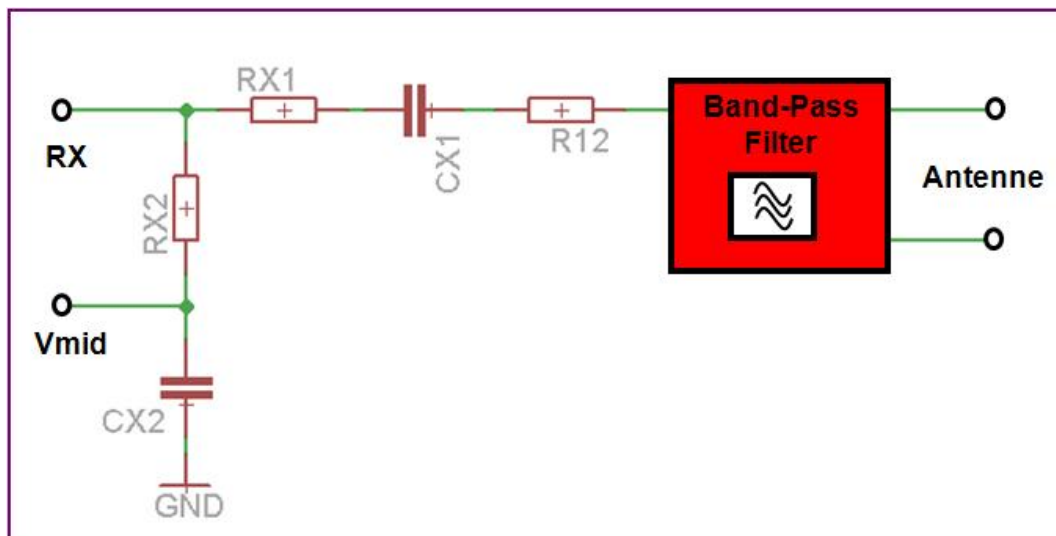 RX1
Band-Pass
Filter
RX
CX1
R12
Antenne
RX2
Vmid
CX2
GND